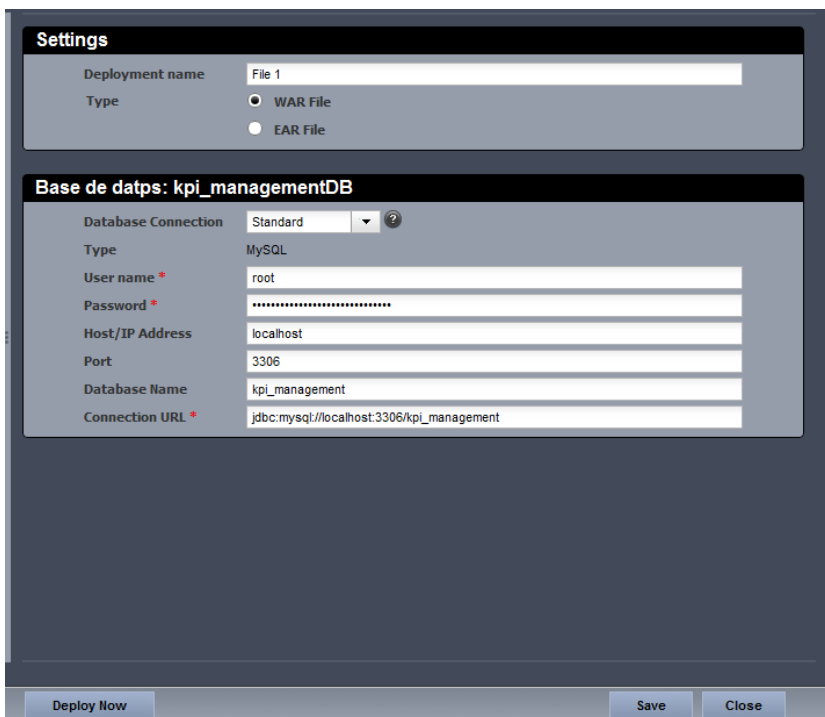 Settings
Deployment name File 1
Type WAR File
EAR File
Base de datps: kpi_managementDB
Database Connection Standard ?
Type MySQL
User name * root
Password * ••••••••••••••••••••••••••••••
Host/IP Address localhost
Port 3306
Database Name kpi_management
Connection URL * jdbc:mysql://localhost:3306/kpi_management
Deploy Now Save Close